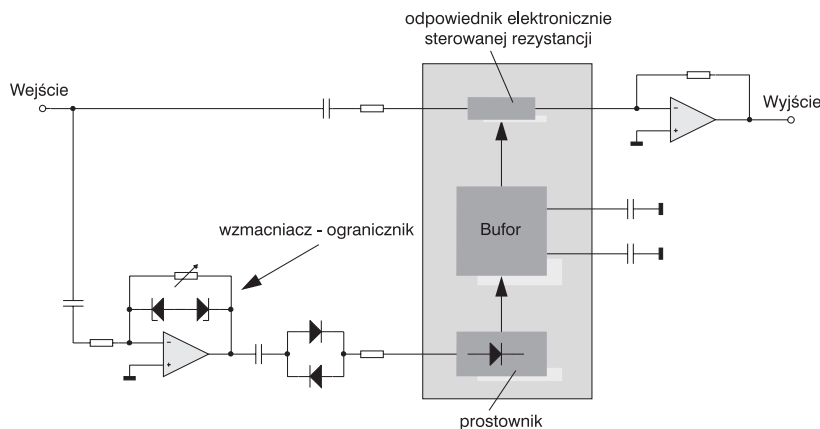 odpowiednik elektronicznie
sterowanej rezystancji
Wejście
Wyjście
-
+
Bufor
wzmacniacz - ogranicznik
-
+
prostownik